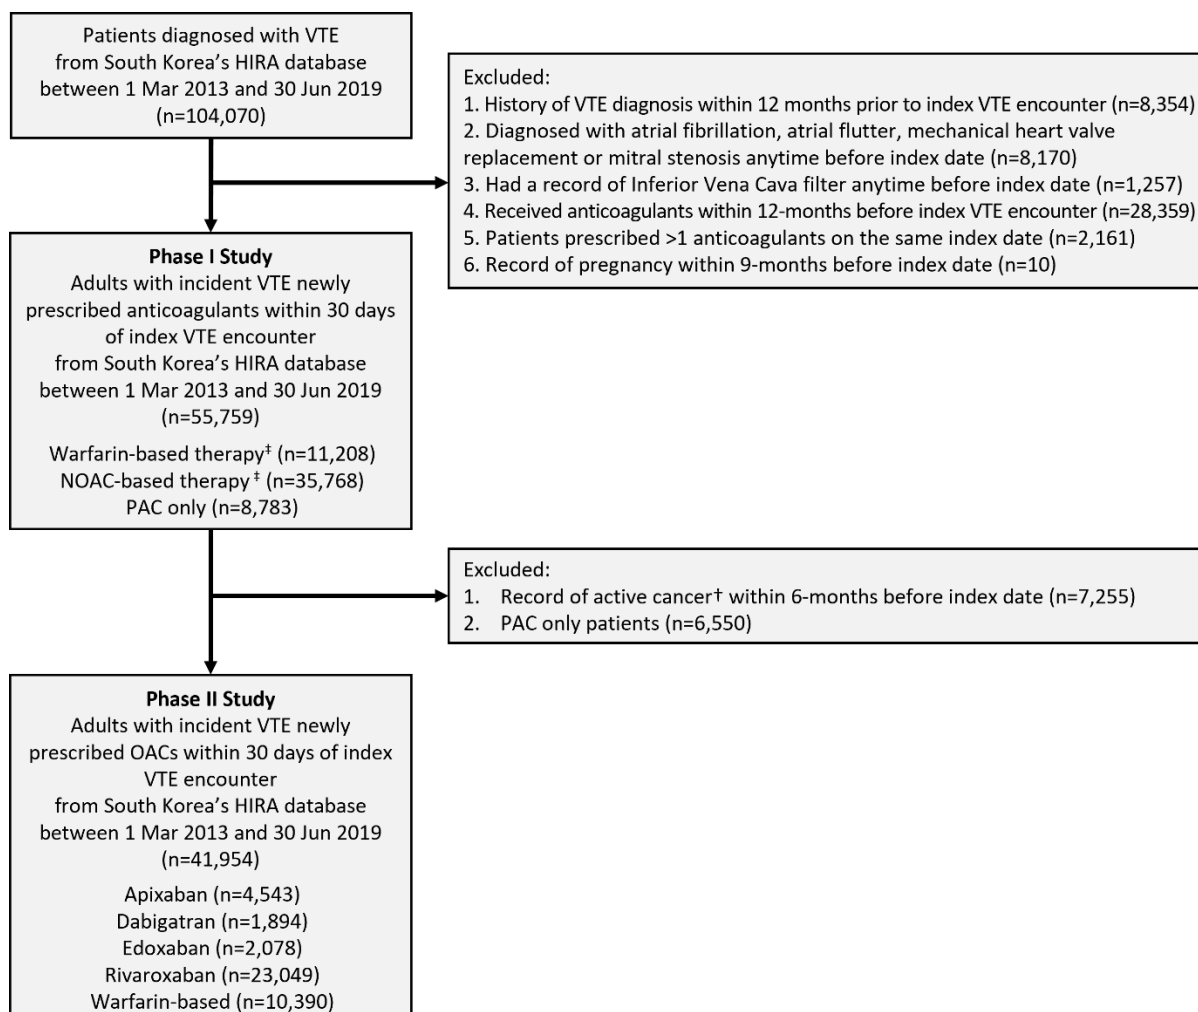 Patients diagnosed with VTE
from South Korea's HIRA database
between 1 Mar 2013 and 30 Jun 2019
(n=104,070)
Excluded:
1. History of VTE diagnosis within 12 months prior to index VTE encounter (n=8,354)
2. Diagnosed with atrial fibrillation, atrial flutter, mechanical heart valve
replacement or mitral stenosis anytime before index date (n=8,170)
3. Had a record of Inferior Vena Cava filter anytime before index date (n=1,257)
4. Received anticoagulants within 12-months before index VTE encounter (n=28,359)
5. Patients prescribed >1 anticoagulants on the same index date (n=2,161)
6. Record of pregnancy within 9-months before index date (n=10)
Phase I Study
Adults with incident VTE newly
prescribed anticoagulants within 30 days
of index VTE encounter
from South Korea's HIRA database
between 1 Mar 2013 and 30 Jun 2019
(n=55,759)
Warfarin-based therapy‡ (n=11,208)
NOAC-based therapy‡ (n=35,768)
PAC only (n=8,783)
Excluded:
1. Record of active cancer† within 6-months before index date (n=7,255)
2. PAC only patients (n=6,550)
Phase II Study
Adults with incident VTE newly
prescribed OACs within 30 days of index
VTE encounter
from South Korea's HIRA database
between 1 Mar 2013 and 30 Jun 2019
(n=41,954)
Apixaban (n=4,543)
Dabigatran (n=1,894)
Edoxaban (n=2,078)
Rivaroxaban (n=23,049)
Warfarin-based (n=10,390)